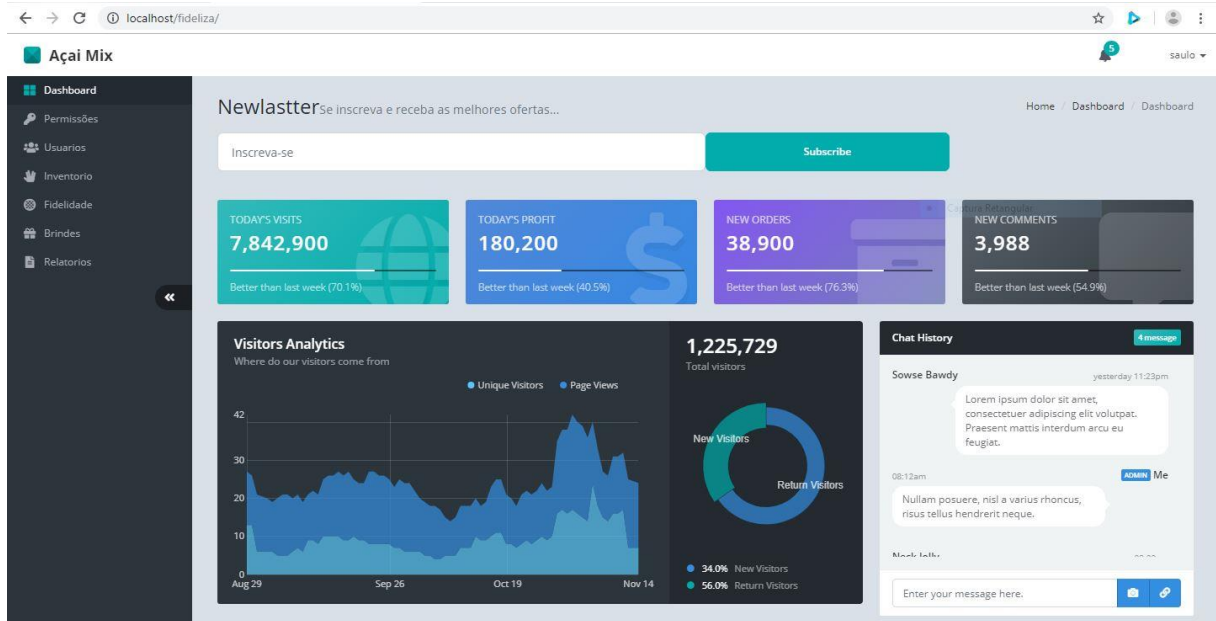 localhost/fideliza/
Açai Mix
5
saulo
Dashboard
Permissões
Usuarios
Inventorio
Fidelidade
Brindes
Relatorios
Newlastter Se inscreva e receba as melhores ofertas...
Home / Dashboard / Dashboard
Inscreva-se
Subscribe
Captura Retangular
TODAY'S VISITS
7,842,900
Better than last week (70.1%)
TODAY'S PROFIT
180,200
Better than last week (40.5%)
NEW ORDERS
38,900
Better than last week (76.3%)
NEW COMMENTS
3,988
Better than last week (54.9%)
Visitors Analytics
Where do our visitors come from
Unique Visitors
Page Views
42
30
20
10
0
Aug 29
Sep 26
Oct 19
Nov 14
1,225,729
Total visitors
New Visitors
Return Visitors
34.0% New Visitors
56.0% Return Visitors
Chat History
4 message
Sowse Bawdy
yesterday 11:23pm
Lorem ipsum dolor sit amet,
consectetuer adipiscing elit volutpat.
Praesent mattis interdum arcu eu
feugiat.
08:12am
ADMIN Me
Nullam posuere, nisl a varius rhoncus,
risus tellus hendrerit neque.
Enter your message here.